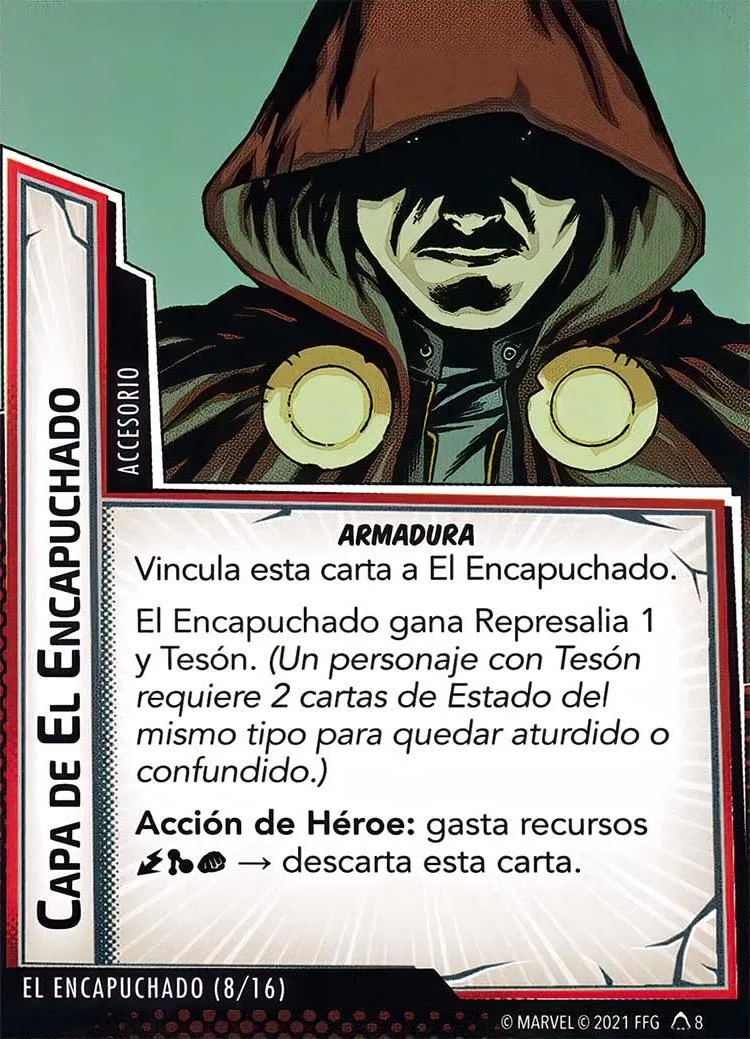 CAPA DE EL ENCAPUCHADO
ACCESORIO
ARMADURA
Vincula esta carta a El Encapuchado.
El Encapuchado gana Represalia 1
y Tesón. (Un personaje con Tesón
requiere 2 cartas de Estado del
mismo tipo para quedar aturdido o
confundido.)
Acción de Héroe: gasta recursos
→ descarta esta carta.
EL ENCAPUCHADO (8/16)
© MARVEL © 2021 FFG 8